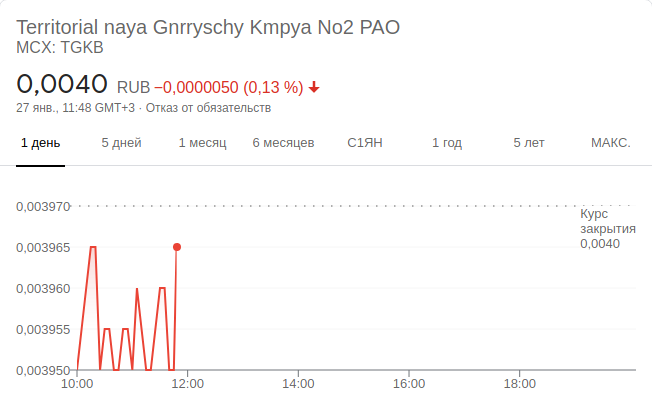 Territorial naya Gnrryschy Kmpya No2 PAO
MCX: TGKB
0,0040 RUB −0,0000050 (0,13 %)
27 янв., 11:48 GMT+3 · Отказ от обязательств
1 день 5 дней 1 месяц 6 месяцев С1ЯН 1 год 5 лет МАКС.
0,003970
Курс
закрытия
0,0040
0,003965
0,003960
0,003955
0,003950
10:00 12:00 14:00 16:00 18:00